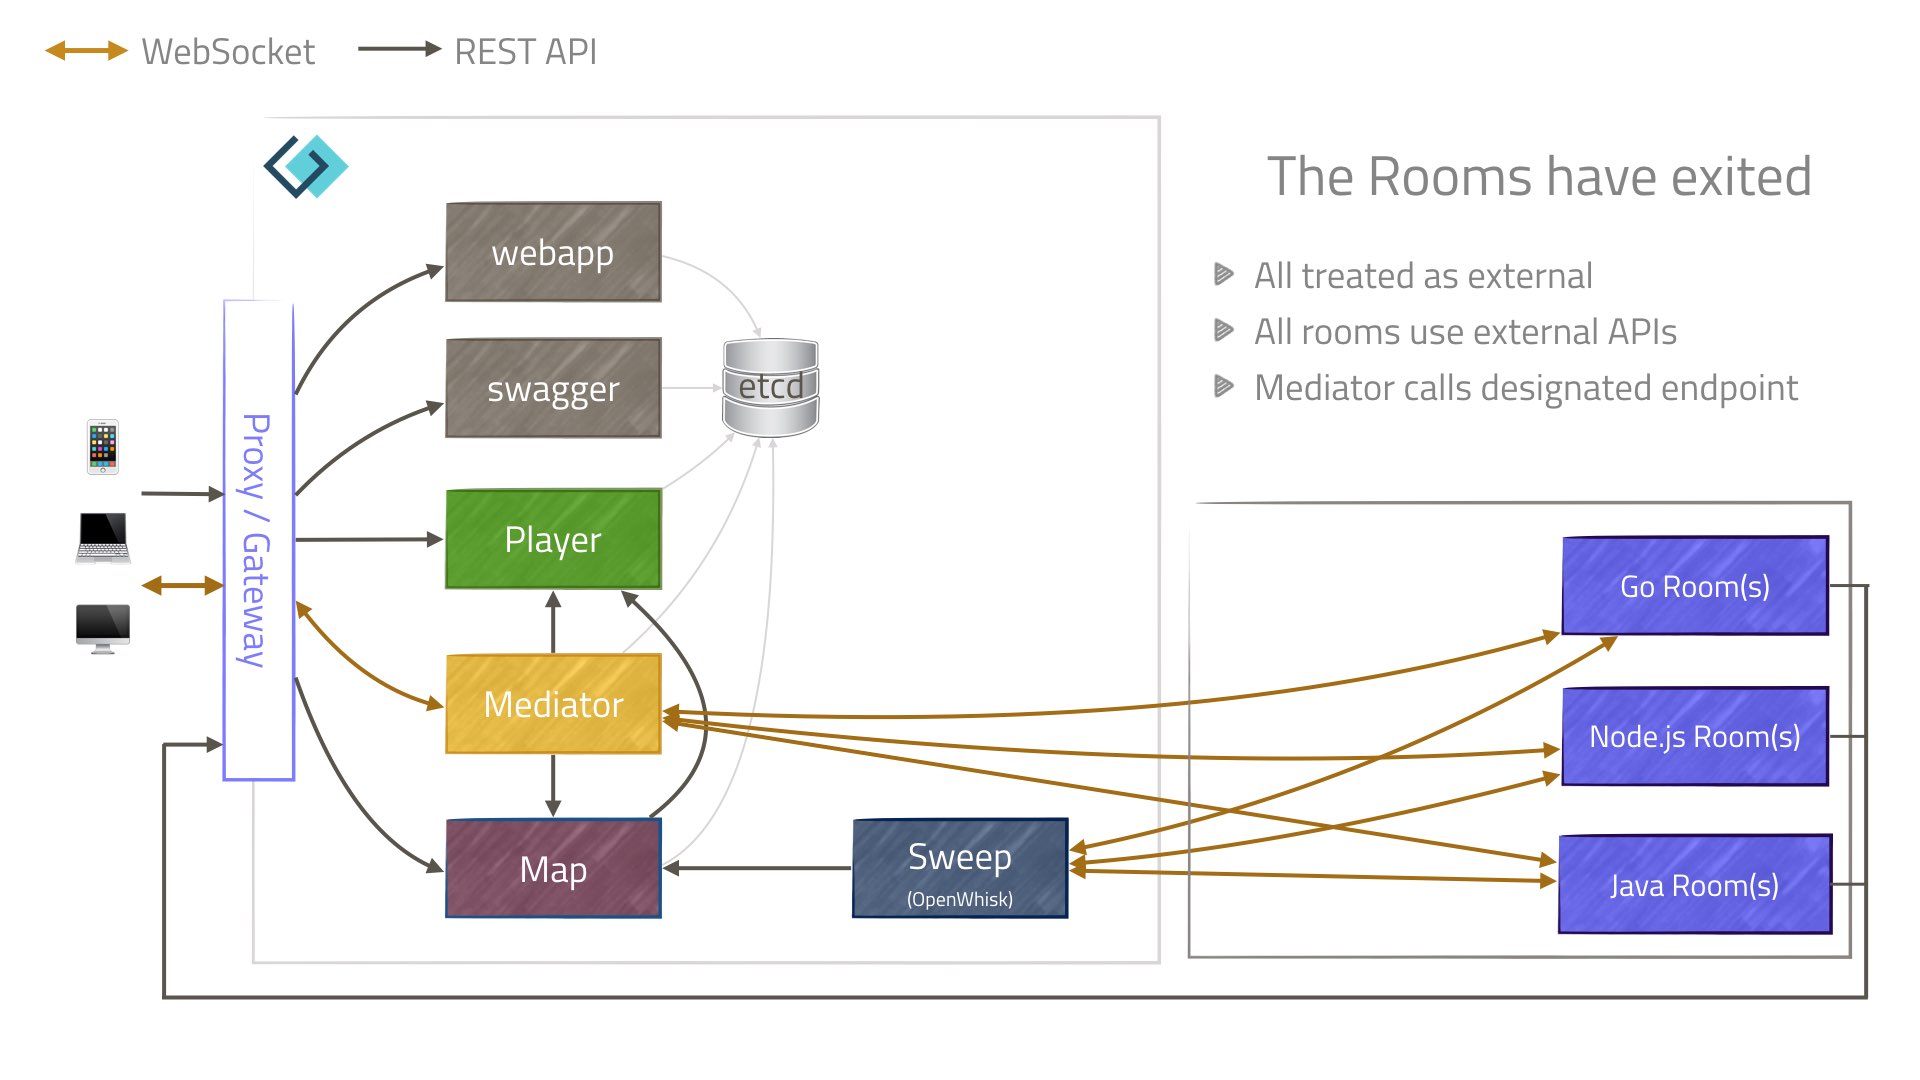 WebSocket
REST API
The Rooms have exited
All treated as external
All rooms use external APIs
Mediator calls designated endpoint
Proxy / Gateway
webapp
swagger
etcd
Player
Mediator
Map
Sweep
(OpenWhisk)
Go Room(s)
Node.js Room(s)
Java Room(s)